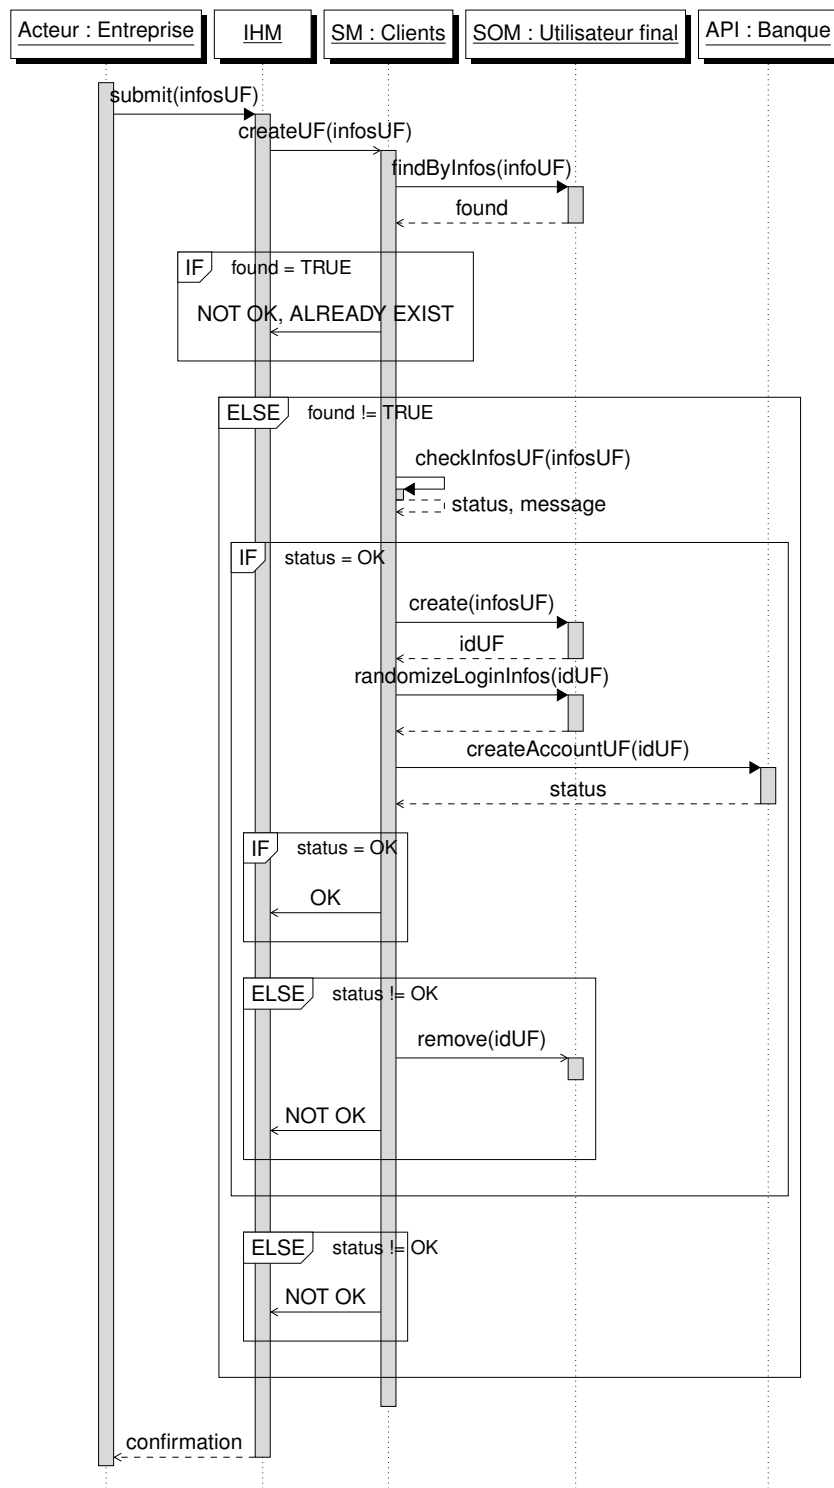 Acteur : Entreprise
IHM
SM : Clients
SOM : Utilisateur final
API : Banque
submit(infosUF)
createUF(infosUF)
findByInfos(infoUF)
found
IF found = TRUE
NOT OK, ALREADY EXIST
ELSE found != TRUE
checkInfosUF(infosUF)
status, message
IF status = OK
create(infosUF)
idUF
randomizeLoginInfos(idUF)
createAccountUF(idUF)
status
IF status = OK
OK
ELSE status != OK
remove(idUF)
NOT OK
ELSE status != OK
NOT OK
confirmation